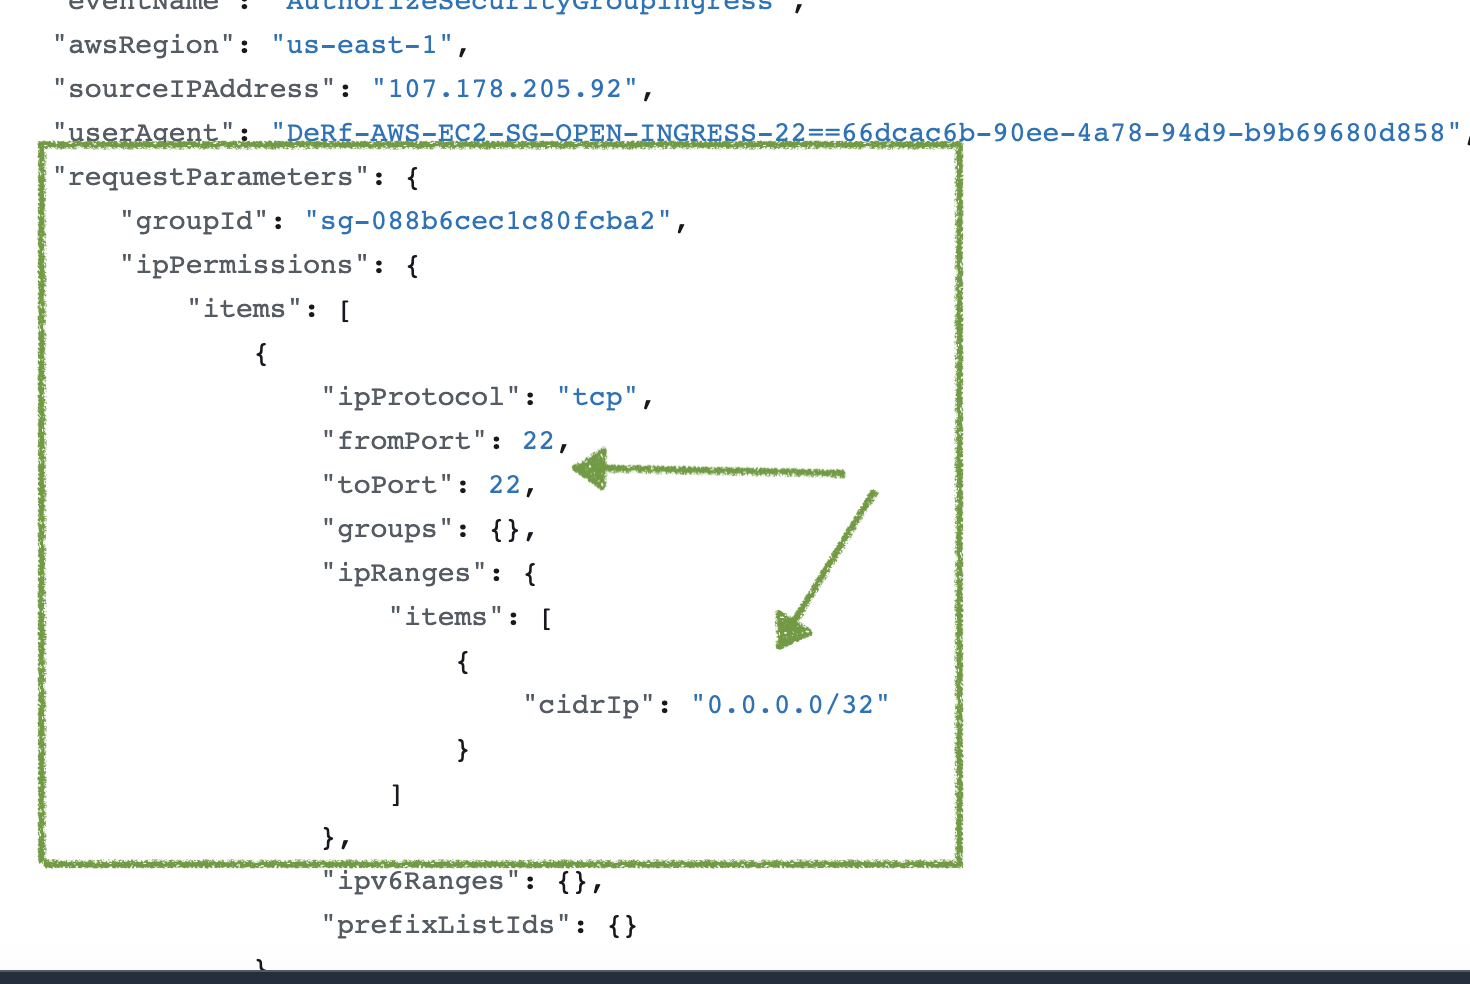 "eventName": "AuthorizeSecurityGroupIngress",
"awsRegion": "us-east-1",
"sourceIPAddress": "107.178.205.92",
"userAgent": "DeRf-AWS-EC2-SG-OPEN-INGRESS-22==66dcac6b-90ee-4a78-94d9-b9b69680d858",
"requestParameters": {
"groupId": "sg-088b6cec1c80fcba2",
"ipPermissions": {
"items": [
{
"ipProtocol": "tcp",
"fromPort": 22,
"toPort": 22,
"groups": {},
"ipRanges": {
"items": [
{
"cidrIp": "0.0.0.0/32"
}
]
},
"ipv6Ranges": {},
"prefixListIds": {}
}